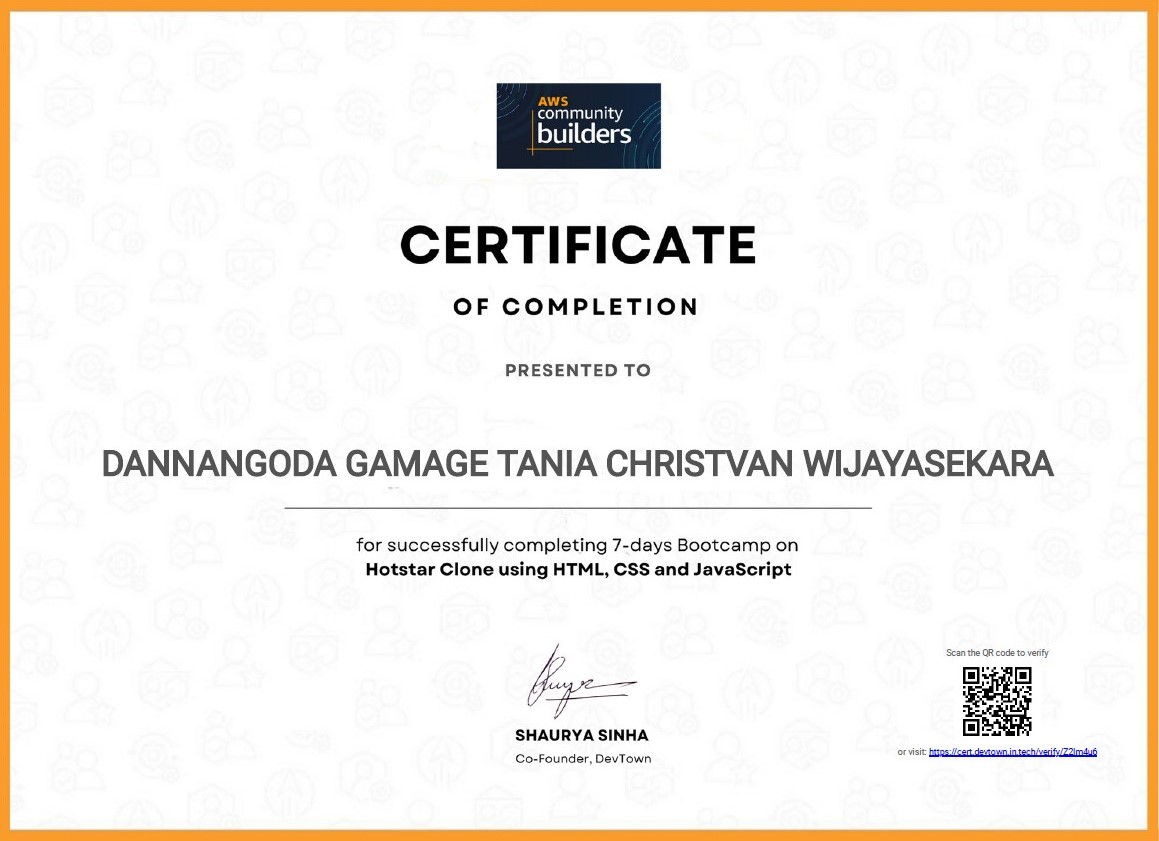 AWS
community
builders
CERTIFICATE
OF COMPLETION
PRESENTED TO
DANNANGODA GAMAGE TANIA CHRISTVAN WIJAYASEKARA
for successfully completing 7-days Bootcamp on
Hotstar Clone using HTML, CSS and JavaScript
SHAURYA SINHA
Co-Founder, DevTown
Scan the QR code to verify
or visit: https://cert.devtown.in.tech/verify/Z2lm4u6